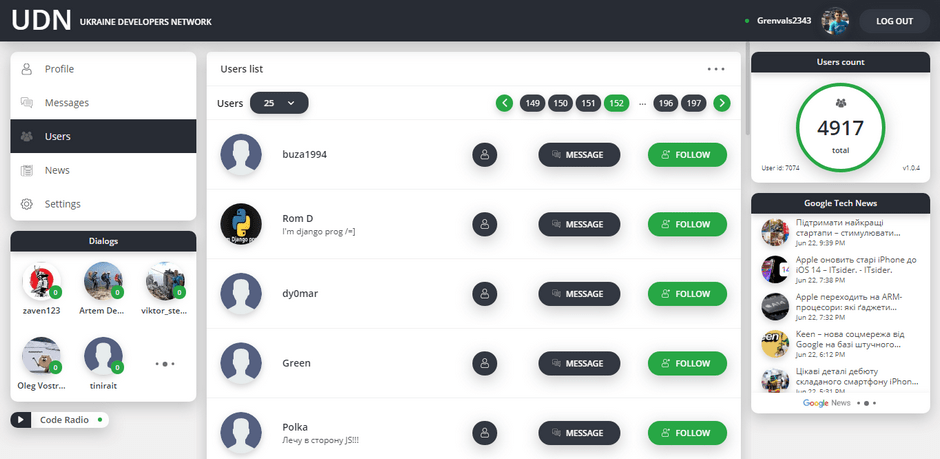 UDN UKRAINE DEVELOPERS NETWORK
Grenvals2343
LOG OUT
Profile
Messages
Users
News
Settings
Dialogs
0
0
0
zaven123
Artem De...
viktor_ste...
0
0
Oleg Vostr...
tinirait
Code Radio
Users list
Users
25
149
150
151
152
...
196
197
buza1994
MESSAGE
FOLLOW
Rom D
I'm django prog /=]
MESSAGE
FOLLOW
dy0mar
MESSAGE
FOLLOW
Green
MESSAGE
FOLLOW
Polka
Лечу в сторону JS!!!
MESSAGE
FOLLOW
Users count
4917
total
User id: 7074
v1.0.4
Google Tech News
Підтримати найкращі
стартапи – стимулювати...
Jun 22, 9:39 PM
Apple оновить старі iPhone до
iOS 14 – ITsider. - ITsider.
Jun 22, 7:38 PM
Apple переходить на ARM-
процесори: які ґаджети...
Jun 22, 7:32 PM
Keen – нова соцмережа від
Google на базі штучного...
Jun 22, 6:12 PM
Цікаві деталі дебюту
складаного смартфону iPhon...
Jun 22, 5:31 PM
Google News